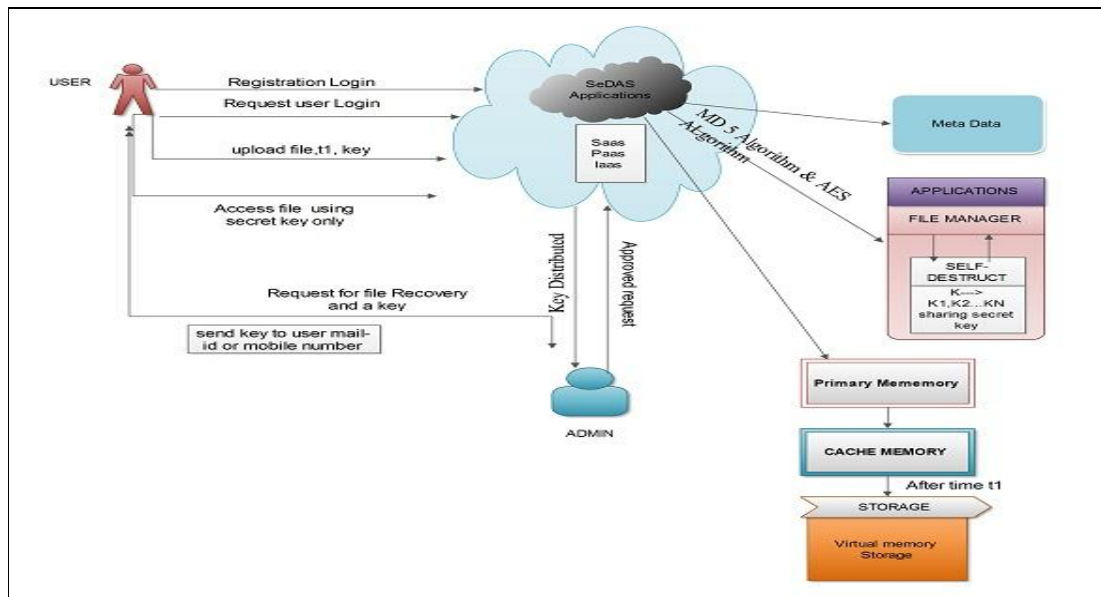 USER
Registration Login
Request user Login
upload file,t1, key
Access file using
secret key only
Request for file Recovery
and a key
send key to user mail-
id or mobile number
SeDAS
Applications
Saas
Paas
Iaas
MD 5 Algorithm & AES
ALgorithm
Key Distributed
Approved request
ADMIN
Meta Data
APPLICATIONS
FILE MANAGER
SELF-
DESTRUCT
K--->
K1,K2...KN
sharing secret
key
Primary Mememory
CACHE MEMORY
After time t1
STORAGE
Virtual memory
Storage